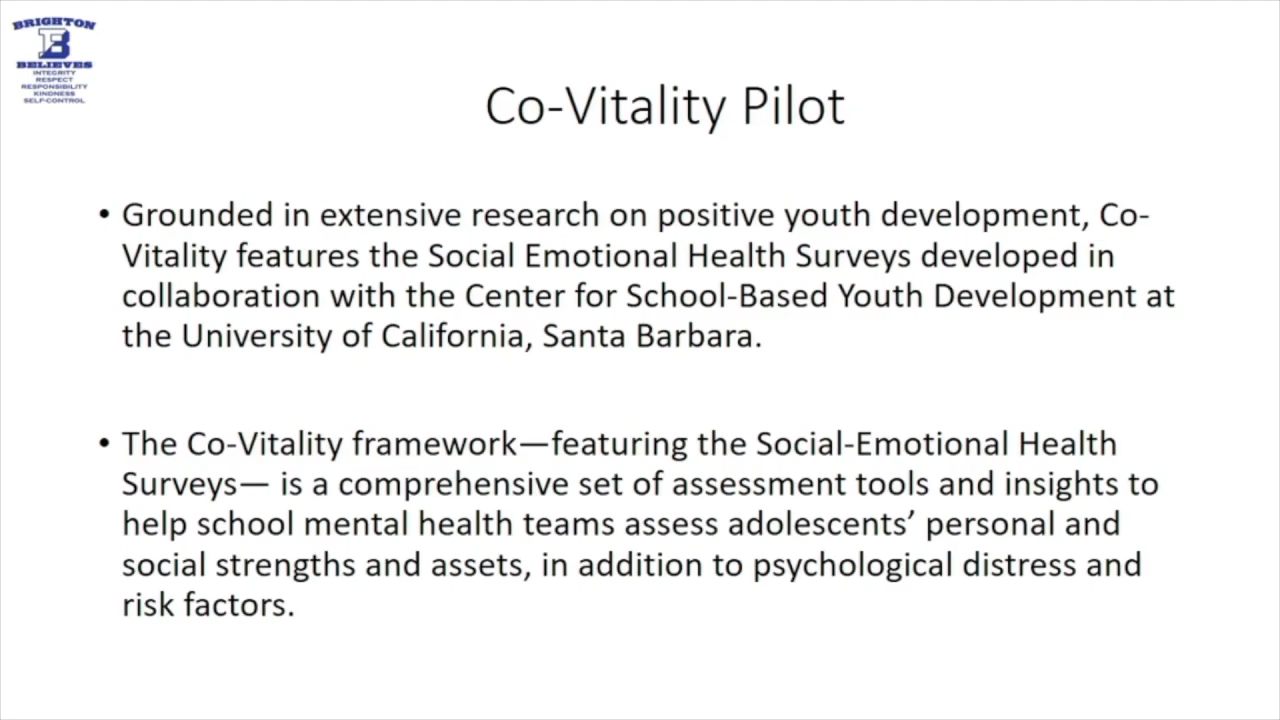 BRIGHTON
B
BELIEVES
INTEGRITY
RESPECT
RESPONSIBILITY
KINDNESS
SELF-CONTROL
Co-Vitality Pilot
• Grounded in extensive research on positive youth development, Co-
Vitality features the Social Emotional Health Surveys developed in
collaboration with the Center for School-Based Youth Development at
the University of California, Santa Barbara.
• The Co-Vitality framework—featuring the Social-Emotional Health
Surveys— is a comprehensive set of assessment tools and insights to
help school mental health teams assess adolescents’ personal and
social strengths and assets, in addition to psychological distress and
risk factors.